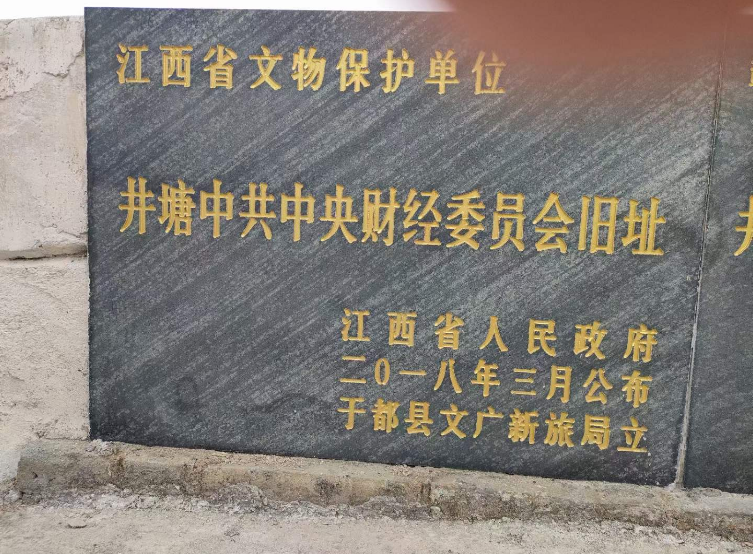 江西省文物保护单位
井塘中共中央财经委员会旧址
江西省人民政府
二〇一八年三月公布
于都县文广新旅局立